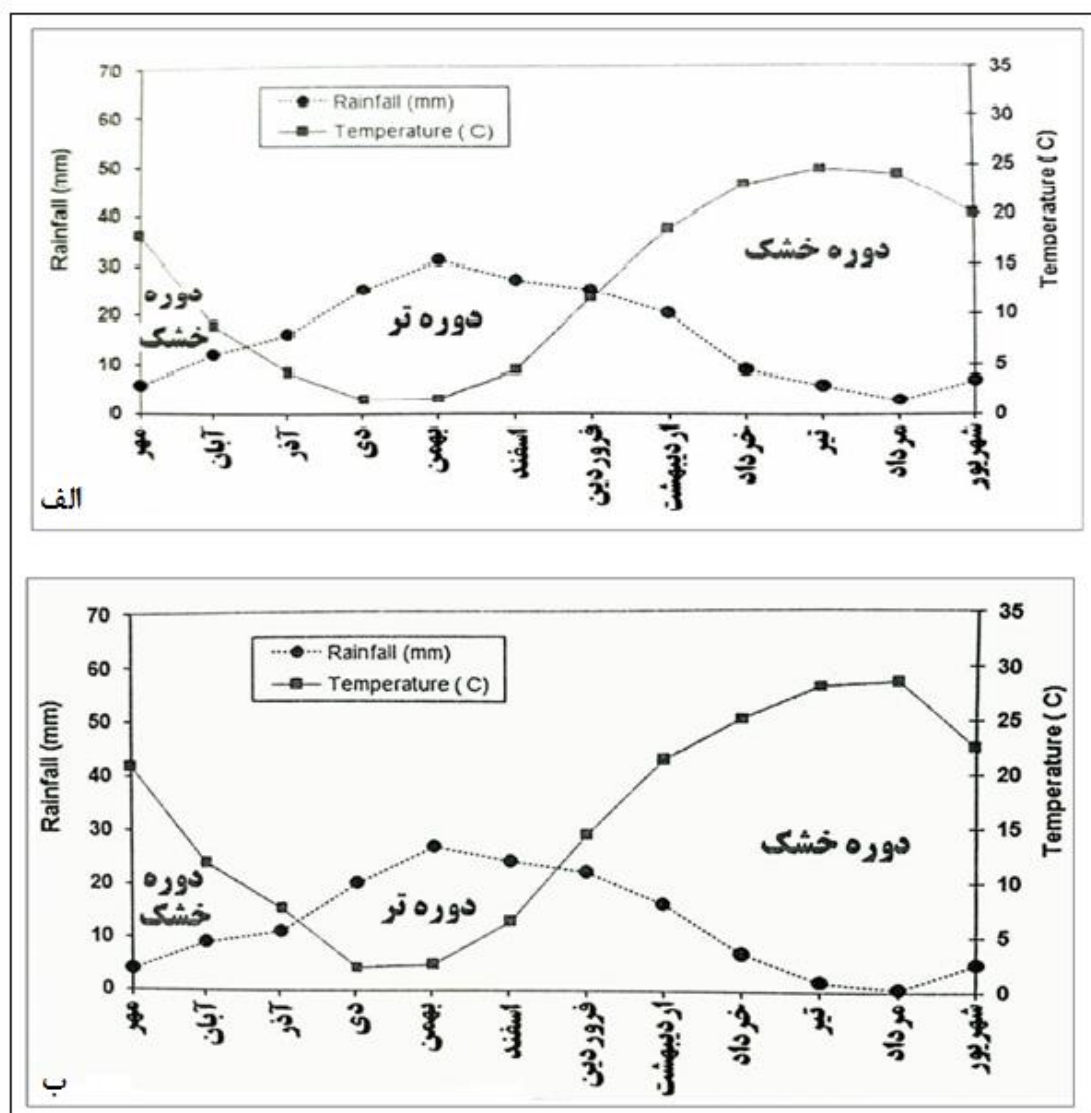 70
60
50
40
30
20
10
0
Rainfall (mm)
Rainfall (mm)
Temperature ( C)
35
30
25
20
15
10
5
0
Temperature ( C)
دوره
خشک
دوره تر
دوره خشک
مهر
آبان
آذر
دی
بهمن
اسفند
فروردین
اردیبهشت
خرداد
تیر
مرداد
شهریور
الف
70
60
50
40
30
20
10
0
Rainfall (mm)
Rainfall (mm)
Temperature ( C)
35
30
25
20
15
10
5
0
Temperature ( C)
دوره
خشک
دوره تر
دوره خشک
مهر
آبان
آذر
دی
بهمن
اسفند
فروردین
اردیبهشت
خرداد
تیر
مرداد
شهریور
ب